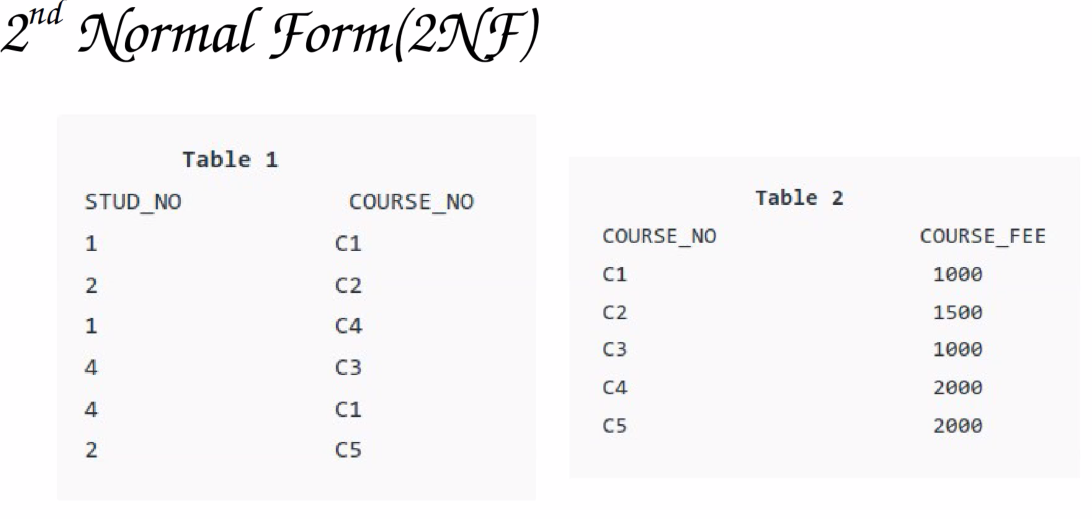 2nd Normal Form(2NF)
Table 1
STUD_NO COURSE_NO
1 C1
2 C2
1 C4
4 C3
4 C1
2 C5
Table 2
COURSE_NO COURSE_FEE
C1 1000
C2 1500
C3 1000
C4 2000
C5 2000